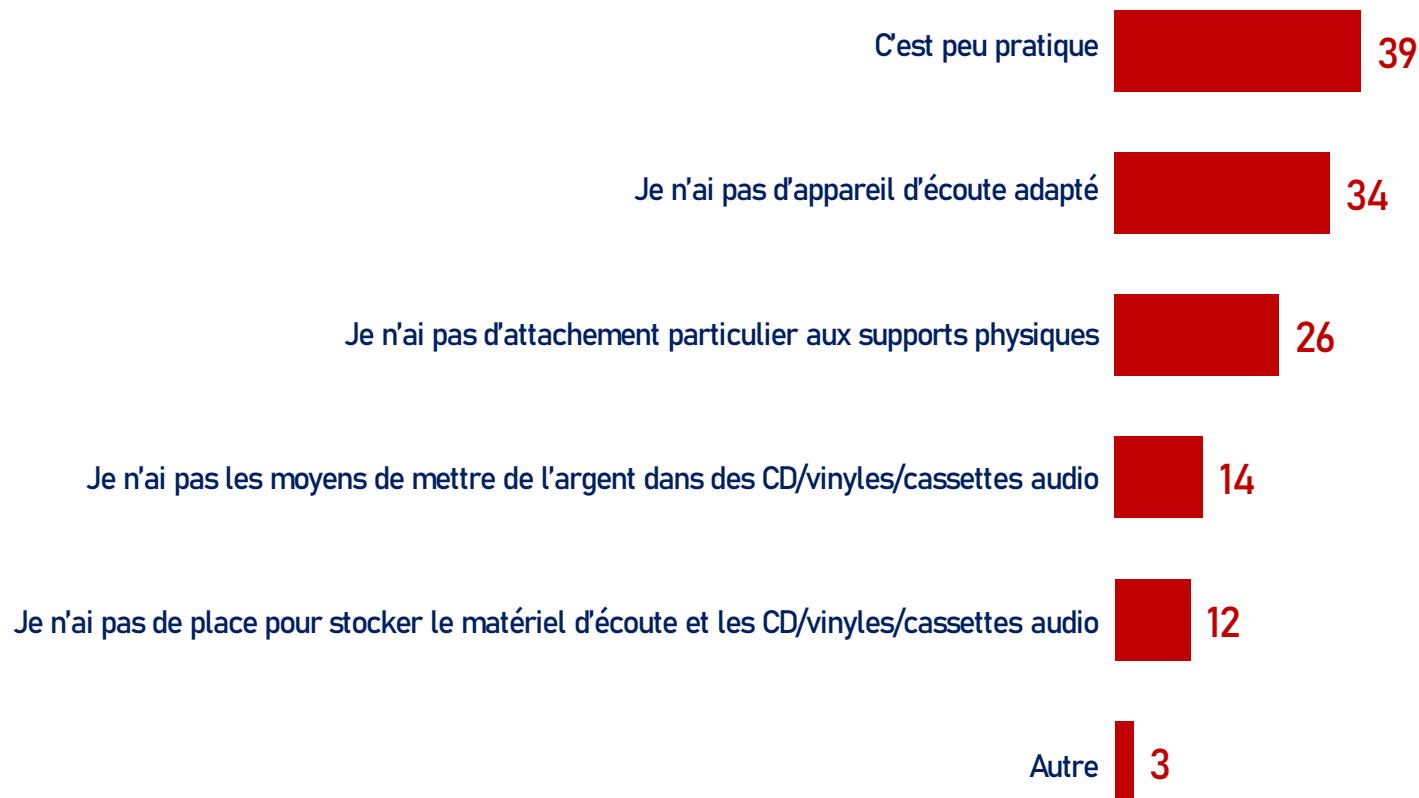 C'est peu pratique 39
Je n'ai pas d'appareil d'écoute adapté 34
Je n'ai pas d'attachement particulier aux supports physiques 26
Je n'ai pas les moyens de mettre de l'argent dans des CD/vinyles/cassettes audio 14
Je n'ai pas de place pour stocker le matériel d'écoute et les CD/vinyles/cassettes audio 12
Autre 3